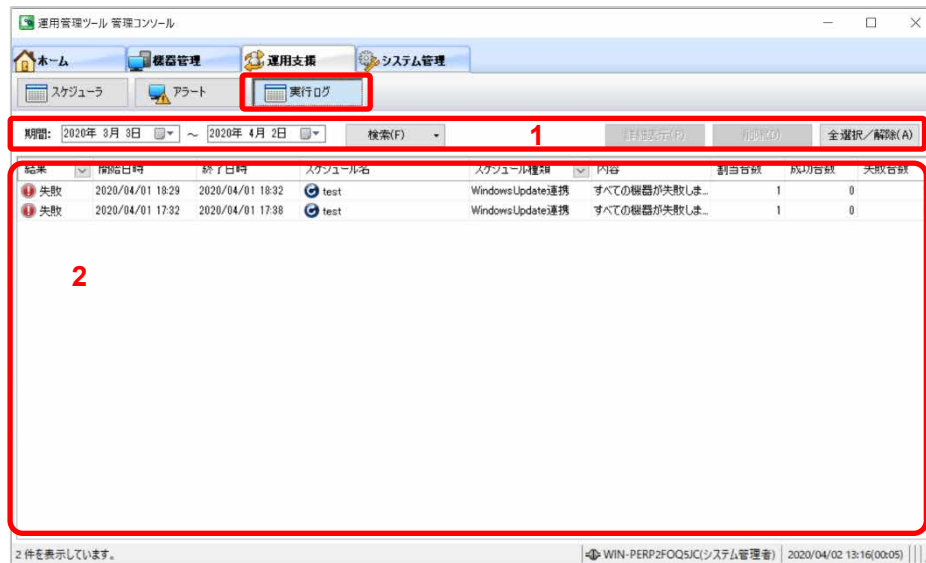 運用管理ツール 管理コンソール
ホーム 機器管理 運用支援 システム管理
スケジューラ アラート 実行ログ
期間: 2020年 3月 3日 ～ 2020年 4月 2日 検索(F) 1 詳細表示(P) 削除(D) 全選択／解除(A)
結果 開始日時 終了日時 スケジュール名 スケジュール種類 内容 割当台数 成功台数 失敗台数
失敗 2020/04/01 18:29 2020/04/01 18:32 test WindowsUpdate連携 すべての機器が失敗しま... 1 0
失敗 2020/04/01 17:32 2020/04/01 17:38 test WindowsUpdate連携 すべての機器が失敗しま... 1 0
2
2 件を表示しています。 WIN-PERP2FOQ5JC(システム管理者) 2020/04/02 13:16(00:05)